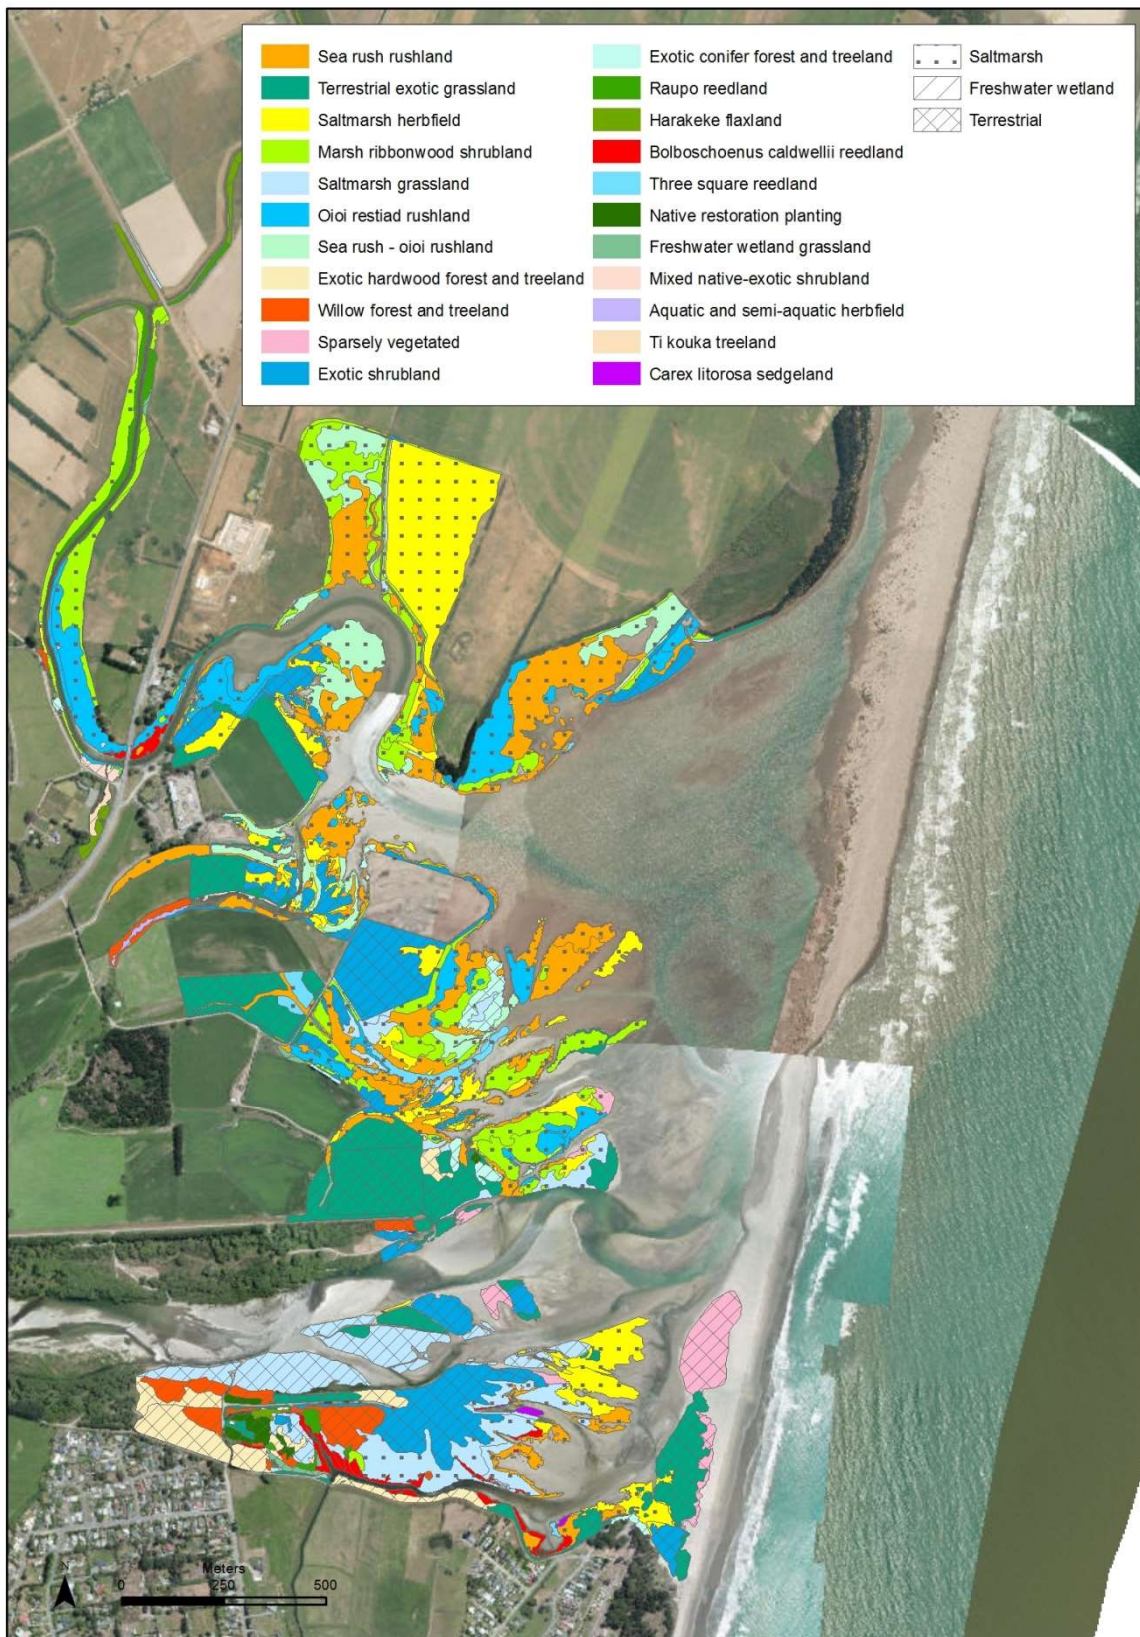 Sea rush rushland
Terrestrial exotic grassland
Saltmarsh herbfield
Marsh ribbonwood shrubland
Saltmarsh grassland
Oioi restiad rushland
Sea rush - oioi rushland
Exotic hardwood forest and treeland
Willow forest and treeland
Sparsely vegetated
Exotic shrubland
Exotic conifer forest and treeland
Raupo reedland
Harakeke flaxland
Bolboschoenus caldwellii reedland
Three square reedland
Native restoration planting
Freshwater wetland grassland
Mixed native-exotic shrubland
Aquatic and semi-aquatic herbfield
Ti kouka treeland
Carex litorosa sedgeland
Saltmarsh
Freshwater wetland
Terrestrial
N
Meters
0 250 500